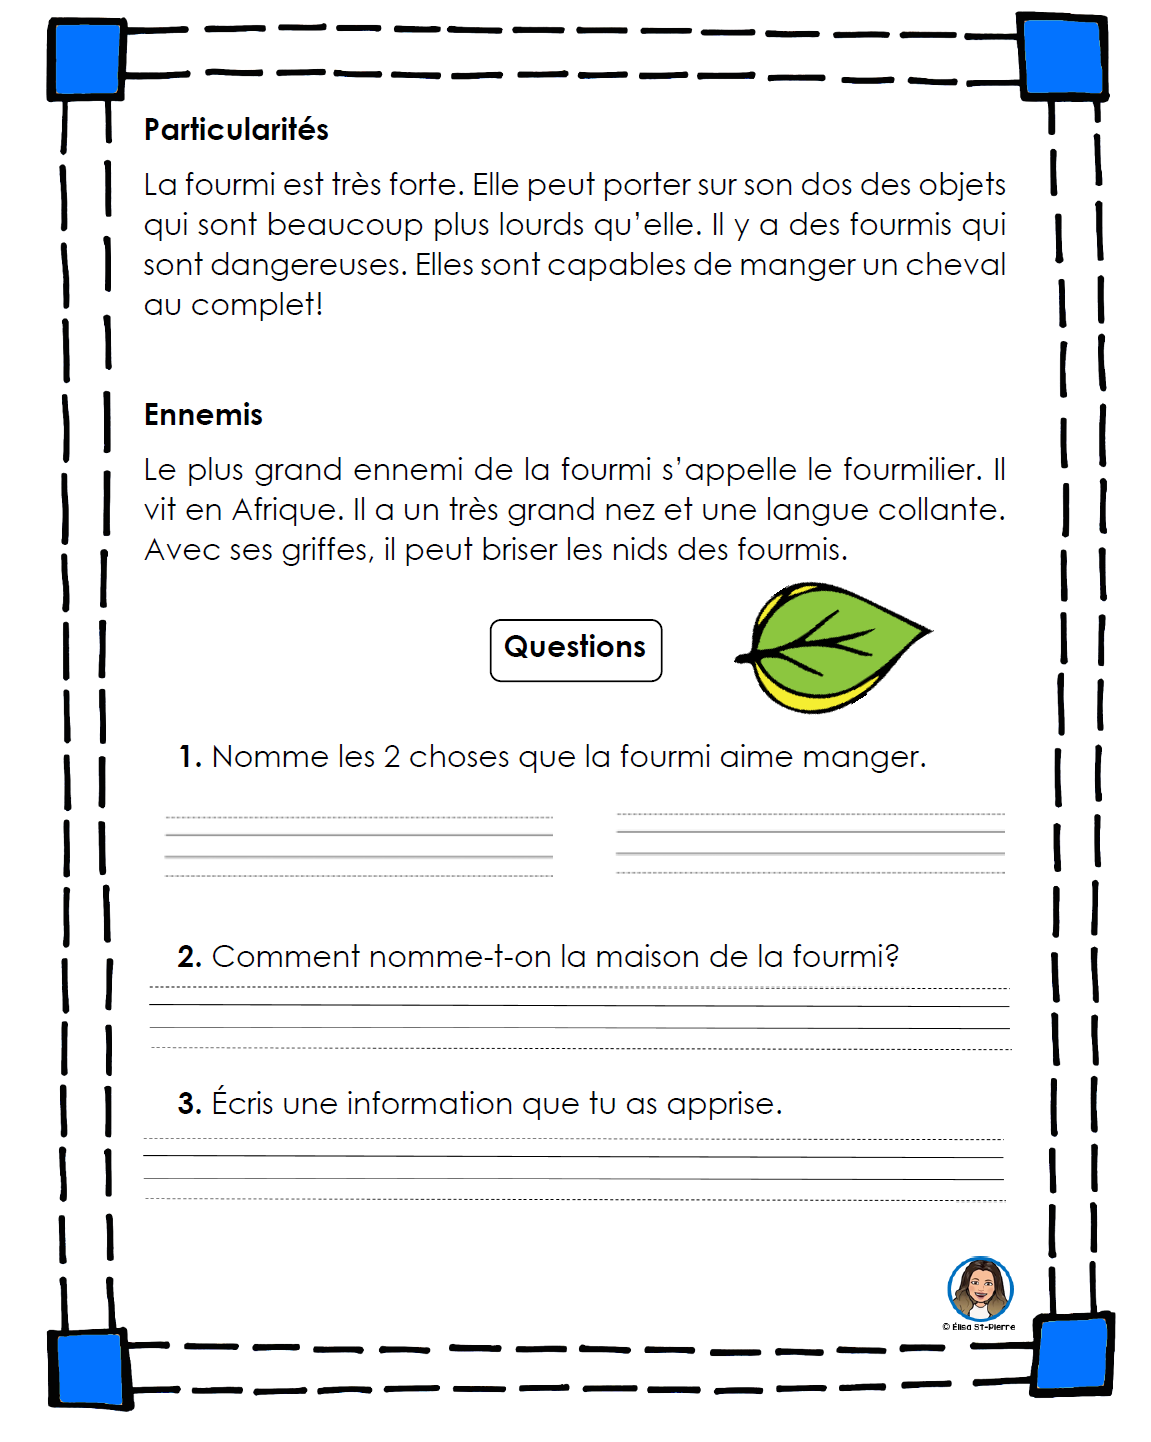 Particularités
La fourmi est très forte. Elle peut porter sur son dos des objets
qui sont beaucoup plus lourds qu’elle. Il y a des fourmis qui
sont dangereuses. Elles sont capables de manger un cheval
au complet!
Ennemis
Le plus grand ennemi de la fourmi s’appelle le fourmilier. Il
vit en Afrique. Il a un très grand nez et une langue collante.
Avec ses griffes, il peut briser les nids des fourmis.
Questions
1. Nomme les 2 choses que la fourmi aime manger.
2. Comment nomme-t-on la maison de la fourmi?
3. Écris une information que tu as apprise.
© Élisa St-Pierre